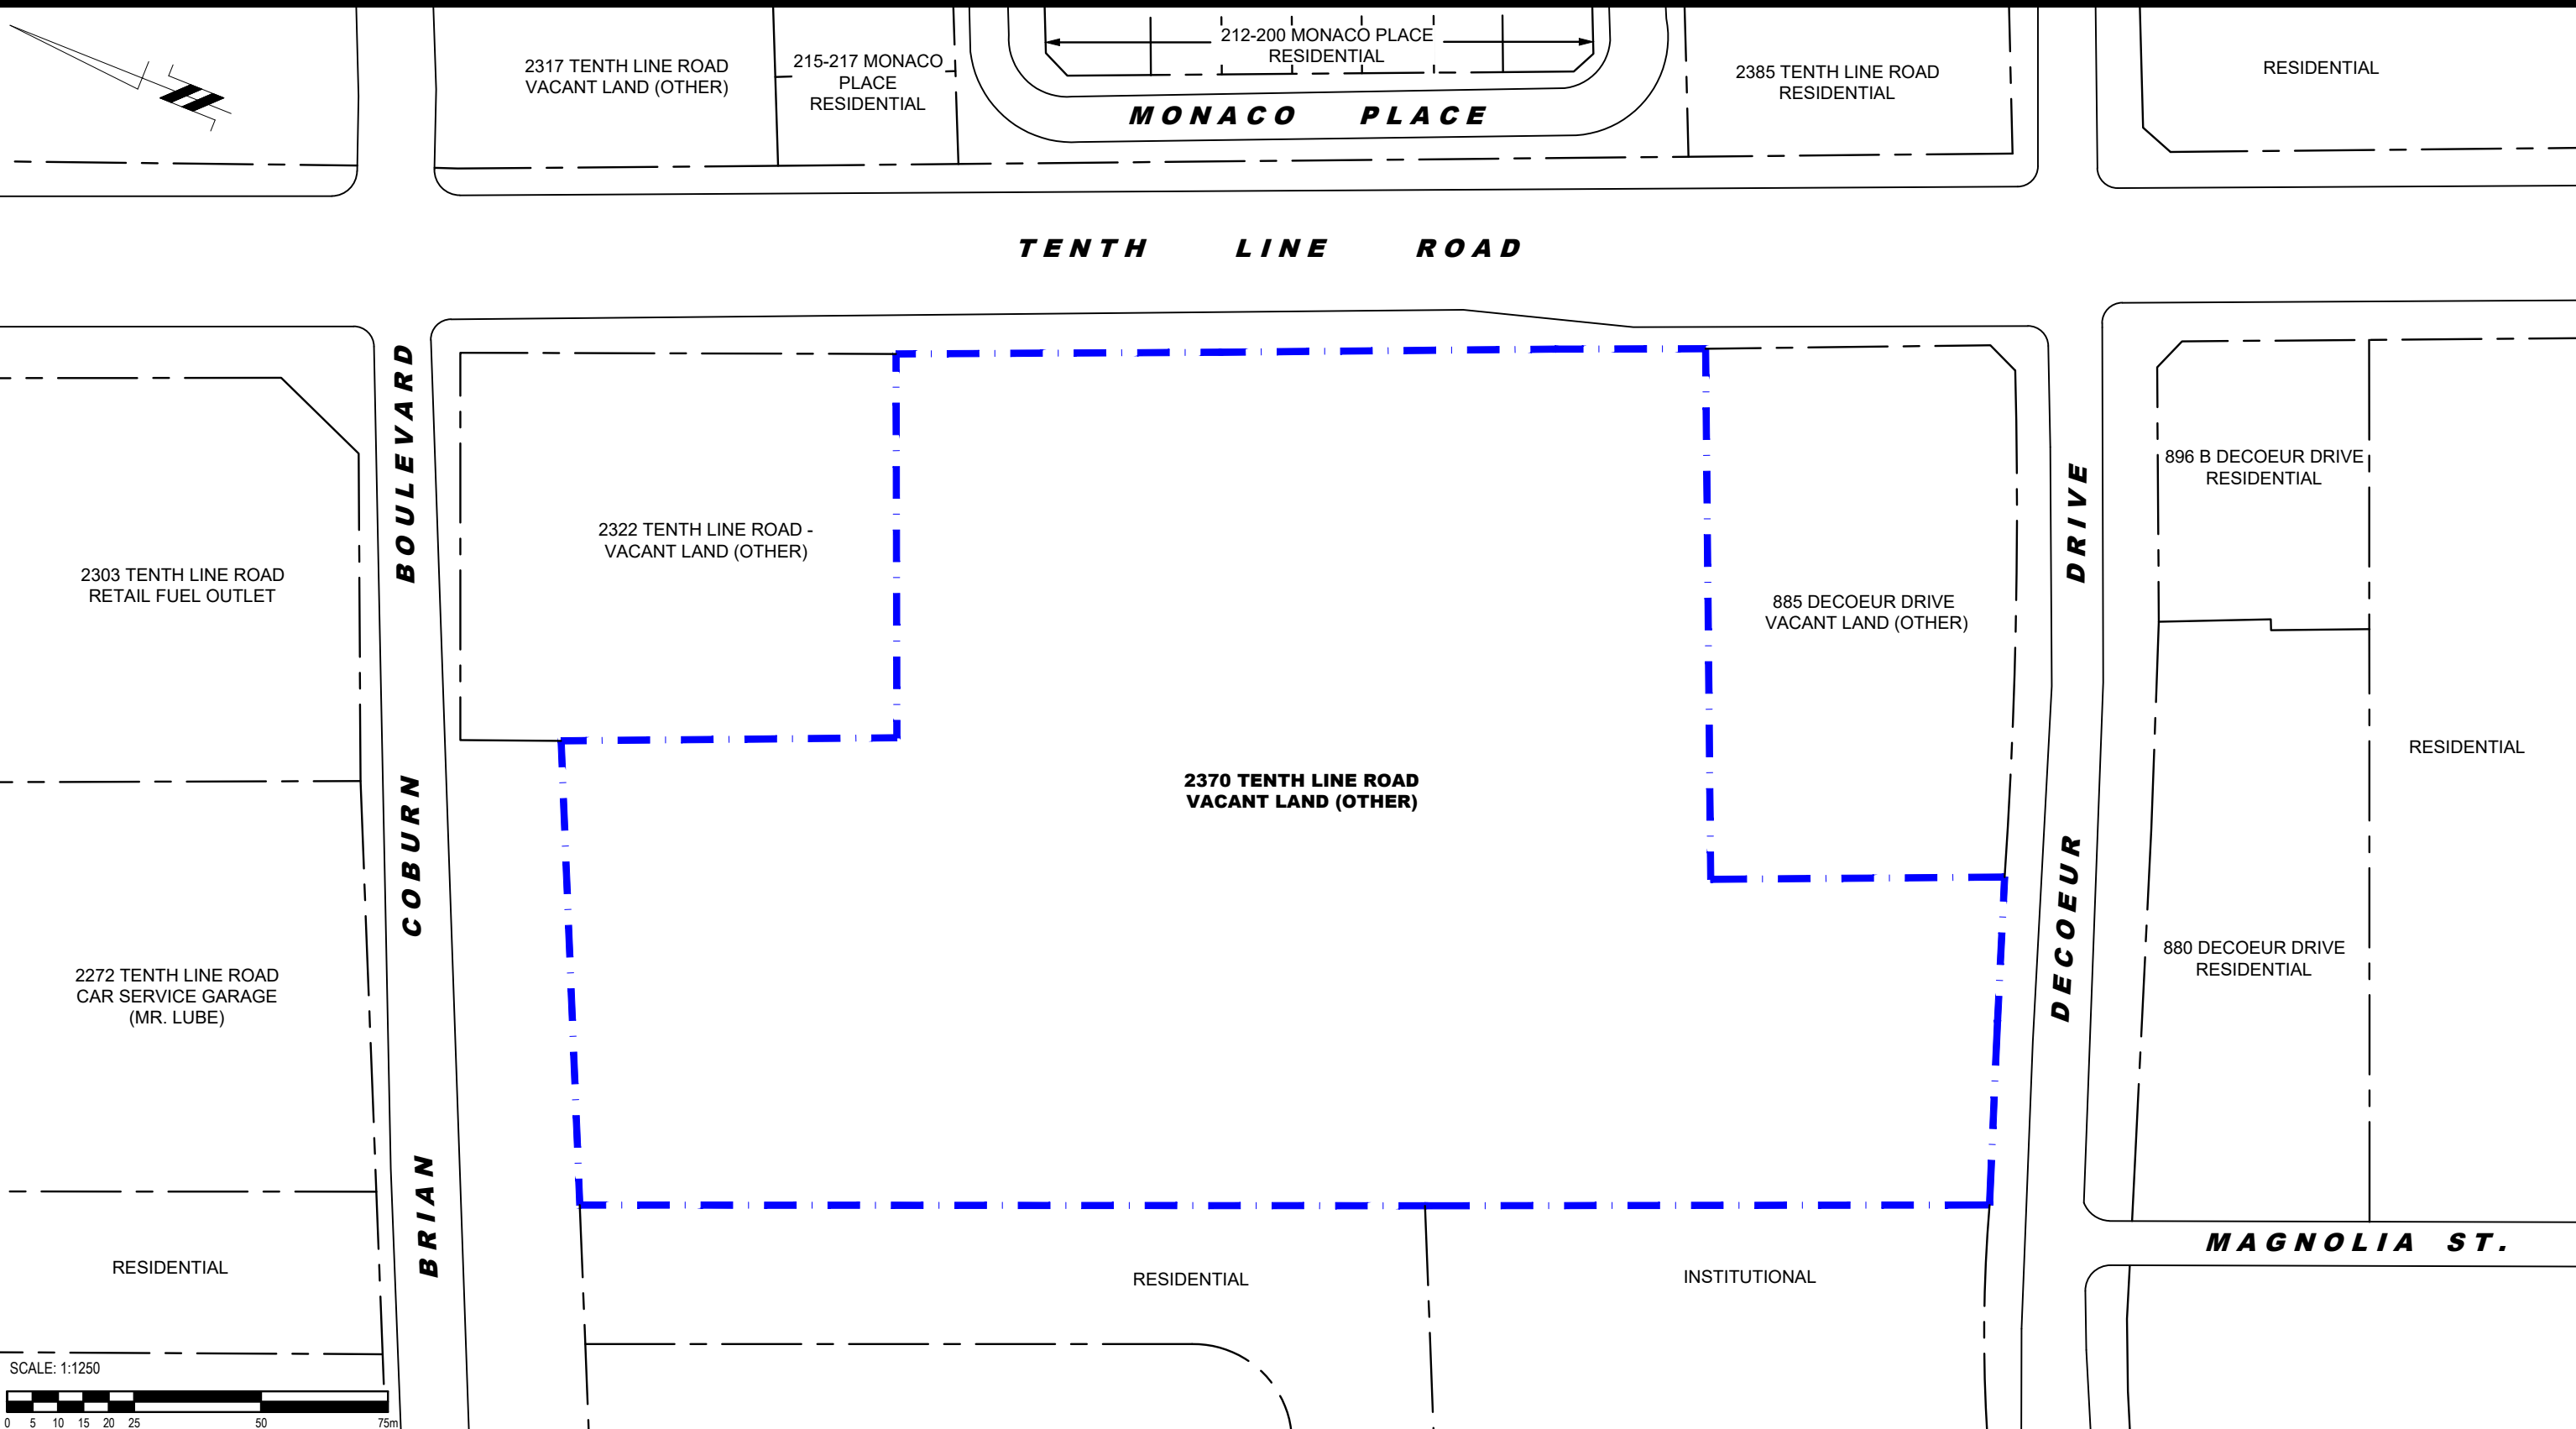 212-200 MONACO PLACE
RESIDENTIAL
2317 TENTH LINE ROAD
VACANT LAND (OTHER)
215-217 MONACO
PLACE
RESIDENTIAL
2385 TENTH LINE ROAD
RESIDENTIAL
RESIDENTIAL
MONACO PLACE
TENTH LINE ROAD
BRIAN COBURN BOULEVARD
2303 TENTH LINE ROAD
RETAIL FUEL OUTLET
2322 TENTH LINE ROAD -
VACANT LAND (OTHER)
885 DECOEUR DRIVE
VACANT LAND (OTHER)
DECOEUR DRIVE
896 B DECOEUR DRIVE
RESIDENTIAL
RESIDENTIAL
2370 TENTH LINE ROAD
VACANT LAND (OTHER)
2272 TENTH LINE ROAD
CAR SERVICE GARAGE
(MR. LUBE)
880 DECOEUR DRIVE
RESIDENTIAL
MAGNOLIA ST.
RESIDENTIAL
RESIDENTIAL
INSTITUTIONAL
SCALE: 1:1250
0 5 10 15 20 25 50 75m